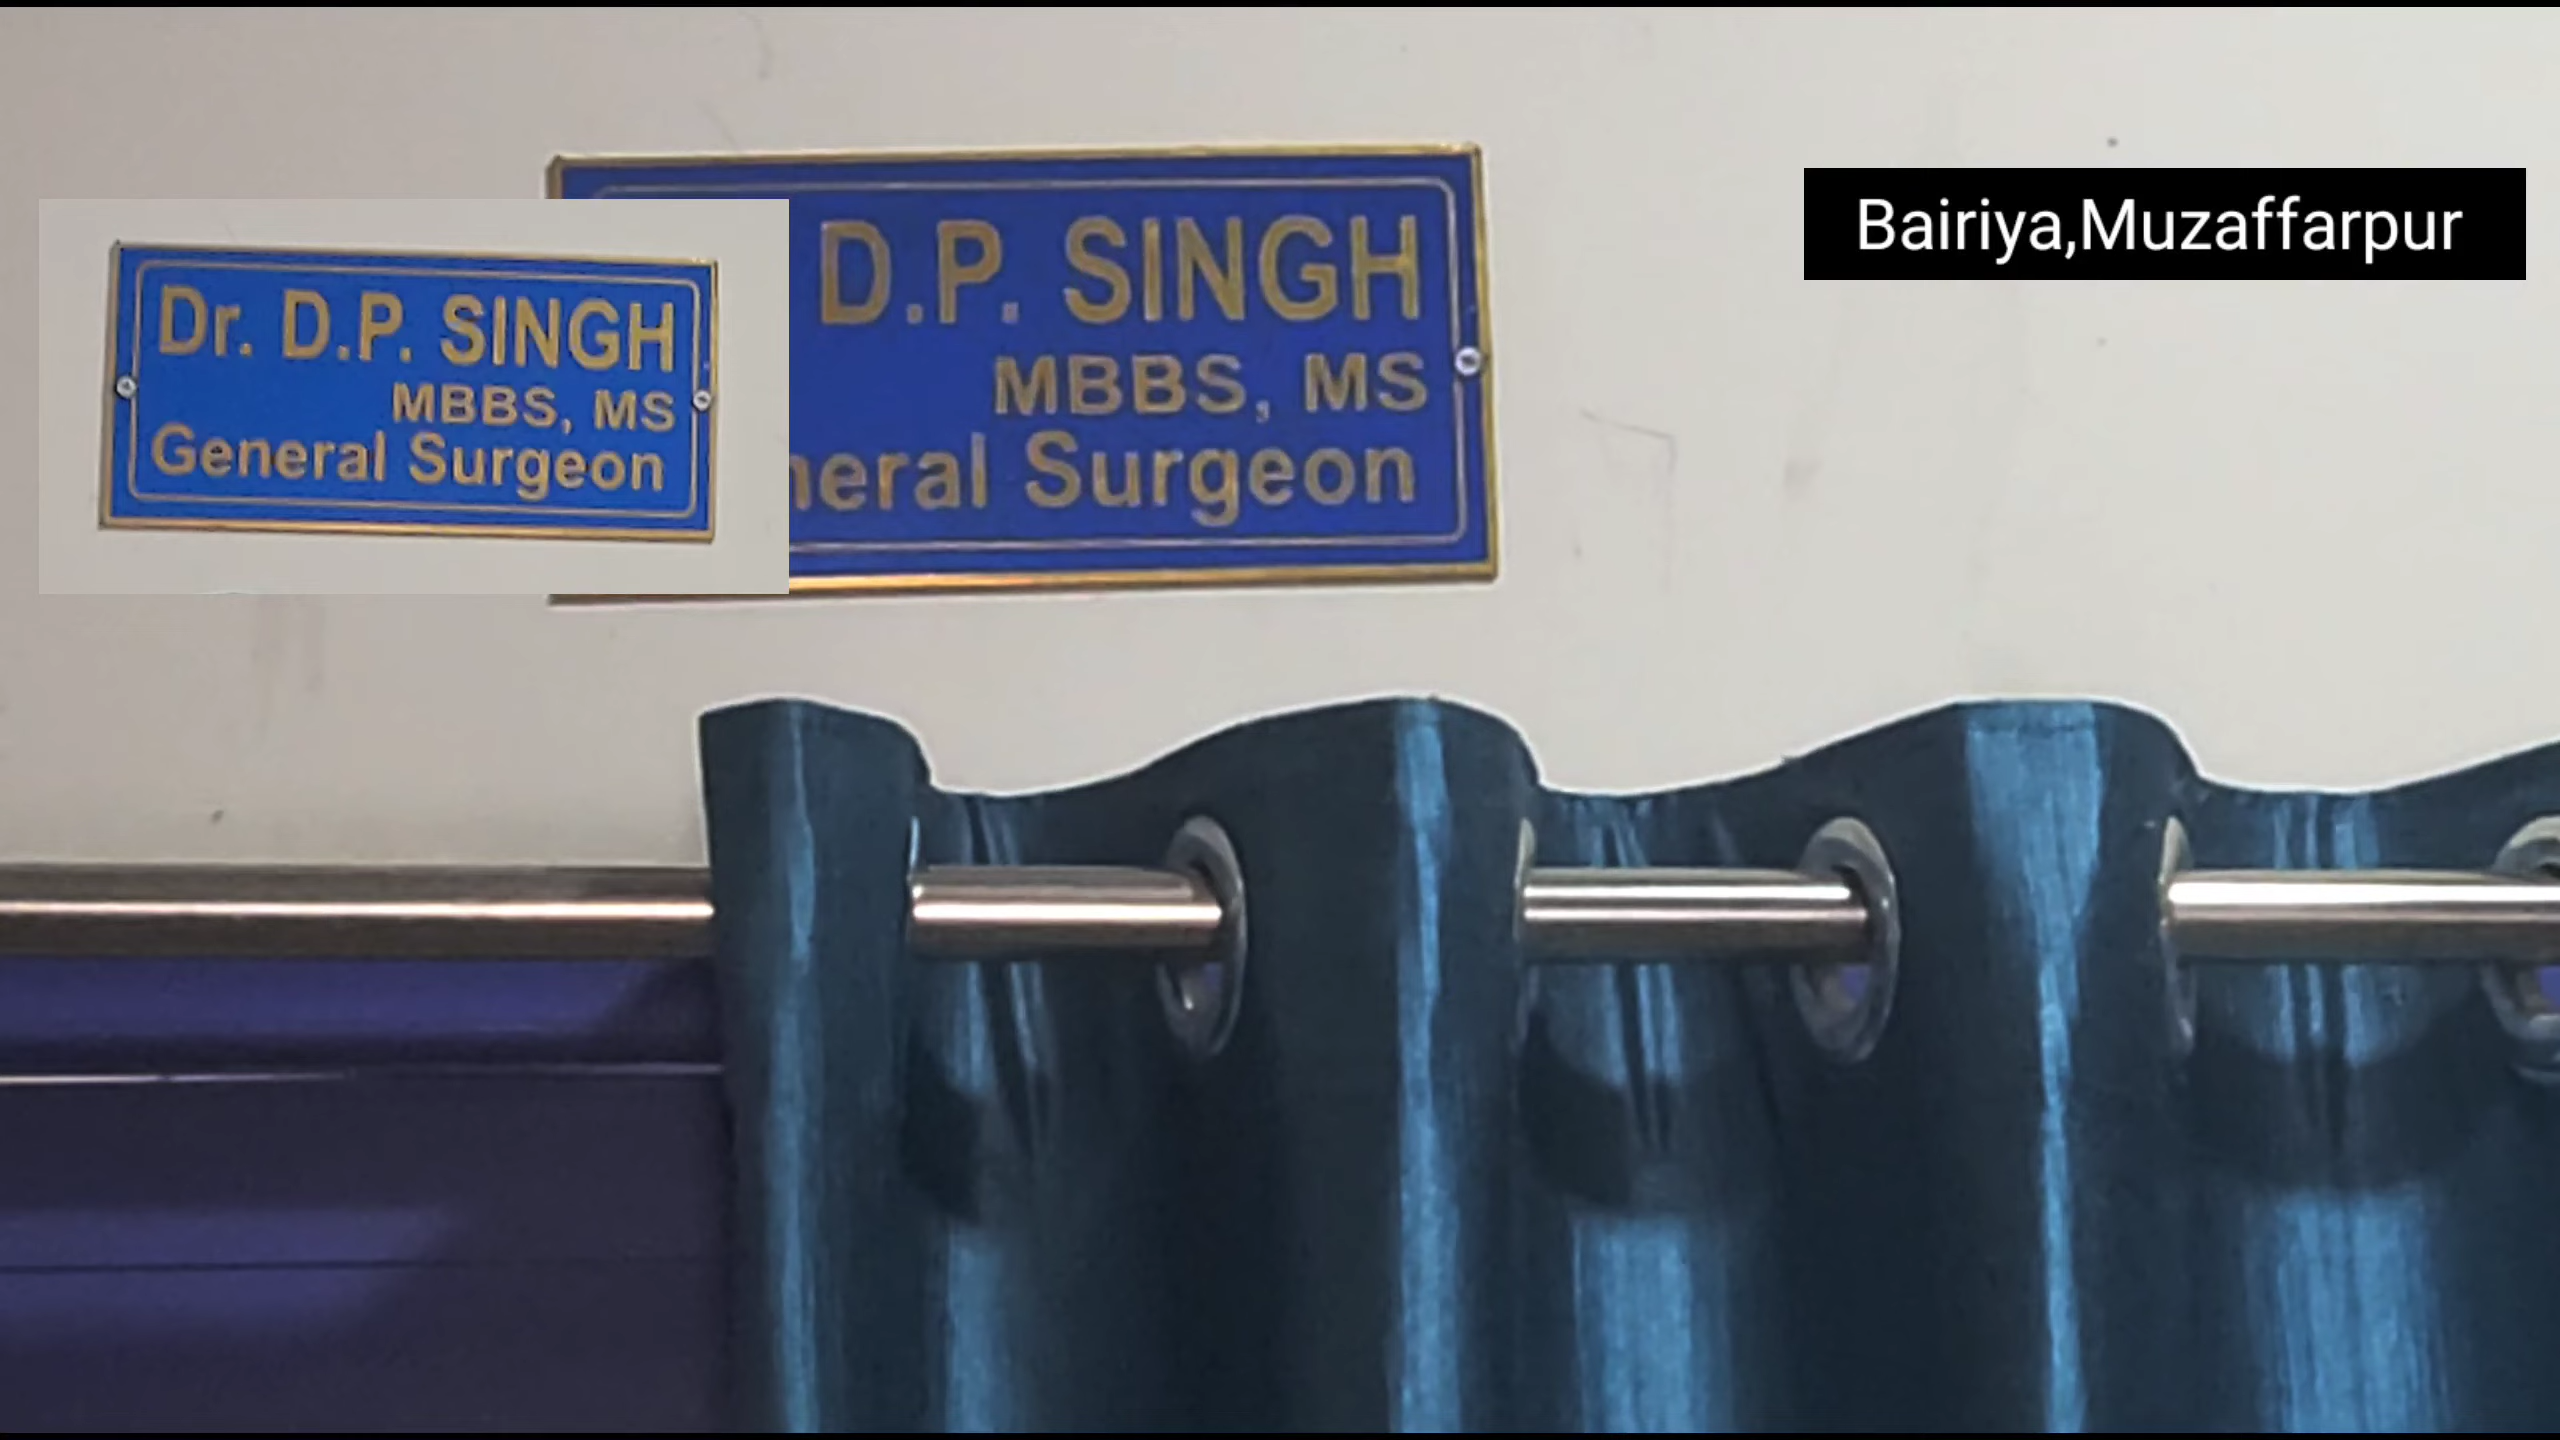 Dr. D.P. SINGH
MBBS, MS
General Surgeon
D.P. SINGH
MBBS, MS
neral Surgeon
Bairiya,Muzaffarpur